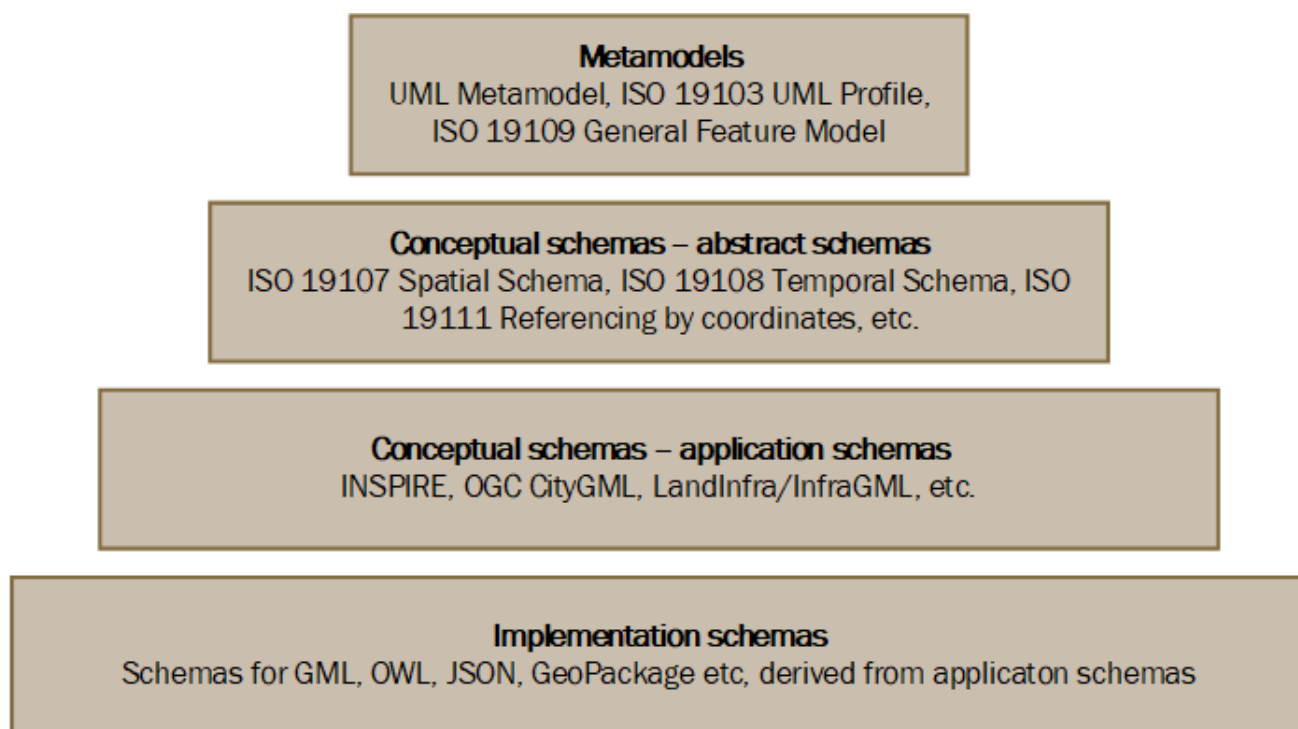 Metamodels
UML Metamodel, ISO 19103 UML Profile,
ISO 19109 General Feature Model
Conceptual schemas – abstract schemas
ISO 19107 Spatial Schema, ISO 19108 Temporal Schema, ISO
19111 Referencing by coordinates, etc.
Conceptual schemas – application schemas
INSPIRE, OGC CityGML, LandInfra/InfraGML, etc.
Implementation schemas
Schemas for GML, OWL, JSON, GeoPackage etc, derived from applicaton schemas